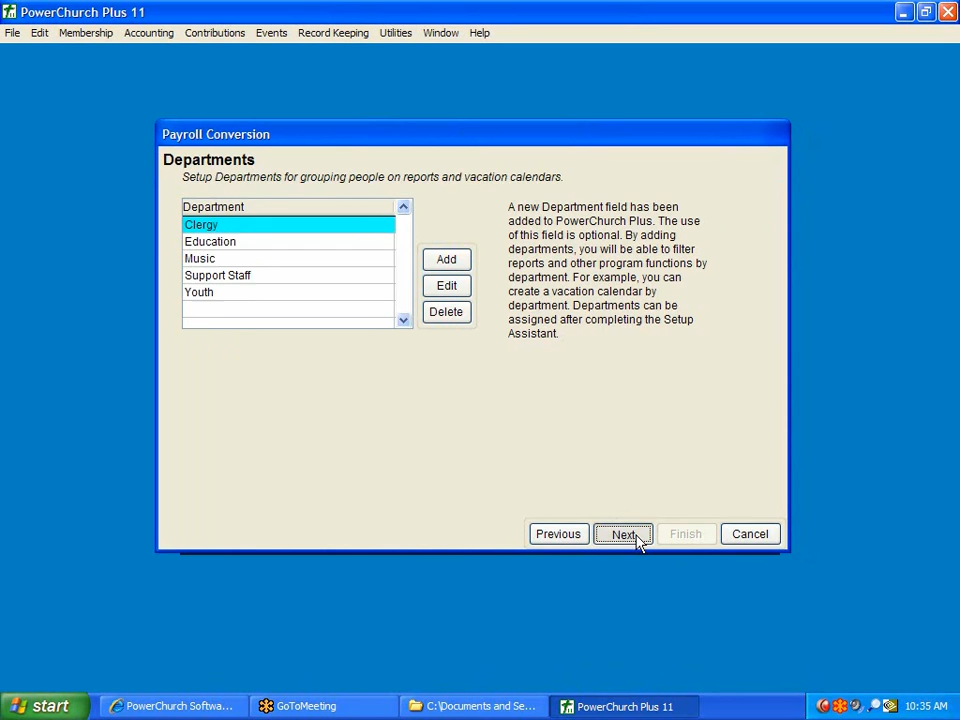 PowerChurch Plus 11
File Edit Membership Accounting Contributions Events Record Keeping Utilities Window Help
Payroll Conversion
Departments
Setup Departments for grouping people on reports and vacation calendars.
Department
Clergy
Education
Music
Support Staff
Youth
Add
Edit
Delete
A new Department field has been
added to PowerChurch Plus. The use
of this field is optional. By adding
departments, you will be able to filter
reports and other program functions by
department. For example, you can
create a vacation calendar by
department. Departments can be
assigned after completing the Setup
Assistant.
Previous Next Finish Cancel
start PowerChurch Softwa... GoToMeeting C:\Documents and Se... PowerChurch Plus 11 10:35 AM